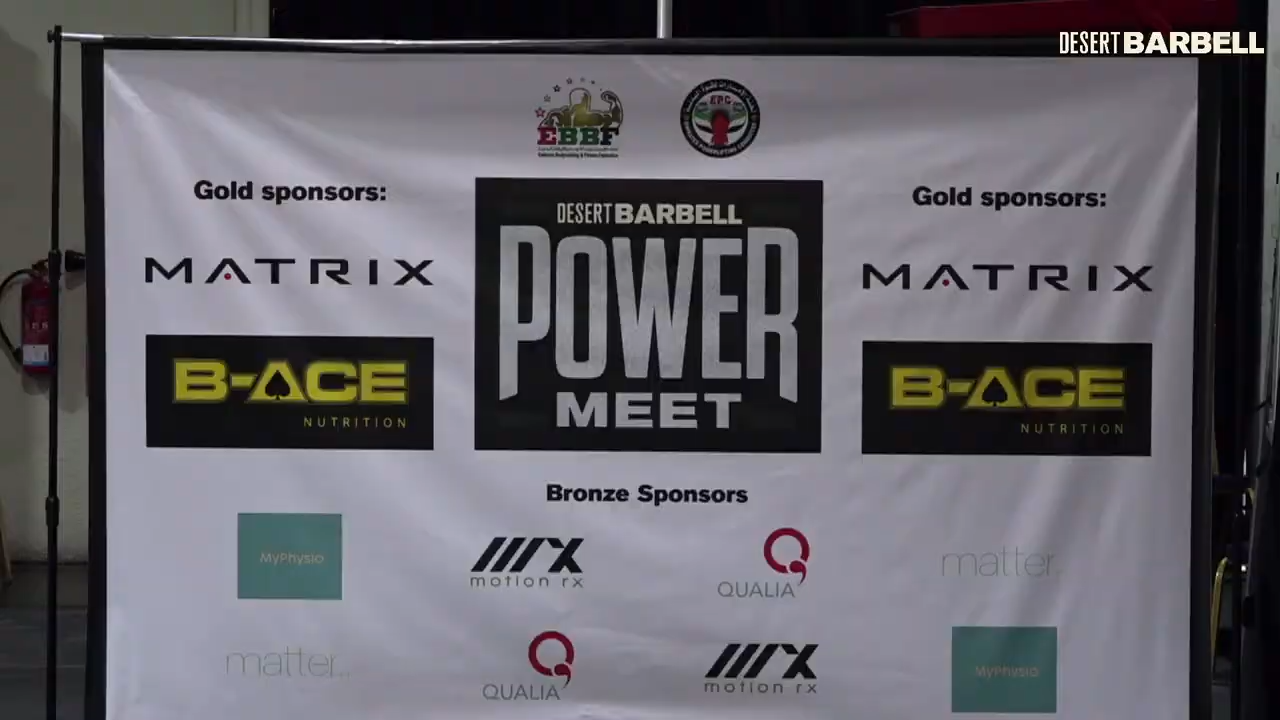 DESERT BARBELL
EBBF
EPC
Gold sponsors:
MATRIX
B-ACE
NUTRITION
DESERT BARBELL
POWER
MEET
Gold sponsors:
MATRIX
B-ACE
NUTRITION
Bronze Sponsors
MyPhysio
motion rx
QUALIA
matter.
matter.
QUALIA
motion rx
MyPhysio